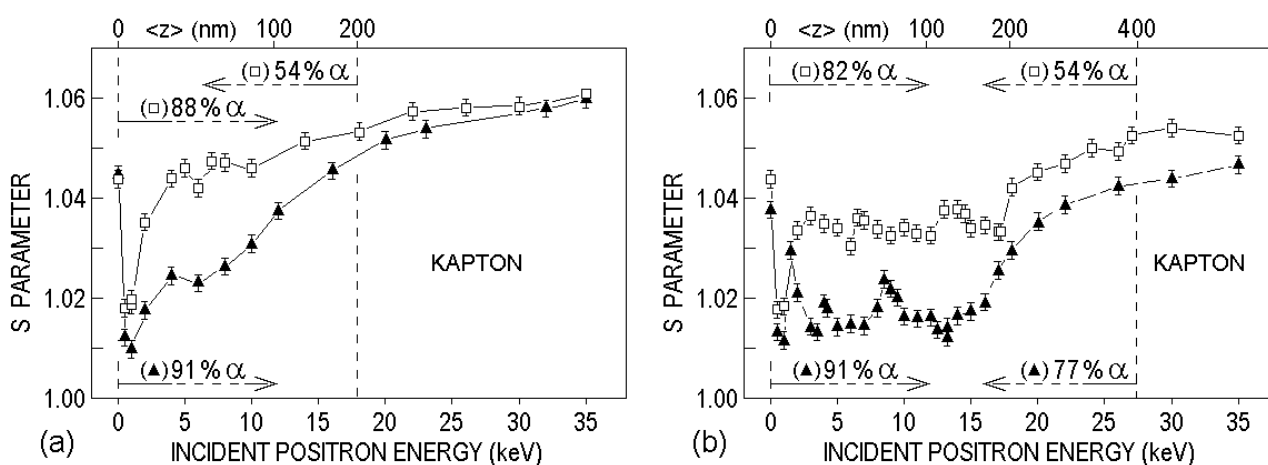 0 <z> (nm) 100 200
(□) 54% α
(□) 88% α
1.06
1.04
1.02
1.00
S PARAMETER
KAPTON
(▲) 91% α
0 5 10 15 20 25 30 35
(a) INCIDENT POSITRON ENERGY (keV)
0 <z> (nm) 100 200 300 400
(□) 82% α (□) 54% α
1.06
1.04
1.02
1.00
S PARAMETER
KAPTON
(▲) 91% α (▲) 77% α
0 5 10 15 20 25 30 35
(b) INCIDENT POSITRON ENERGY (keV)